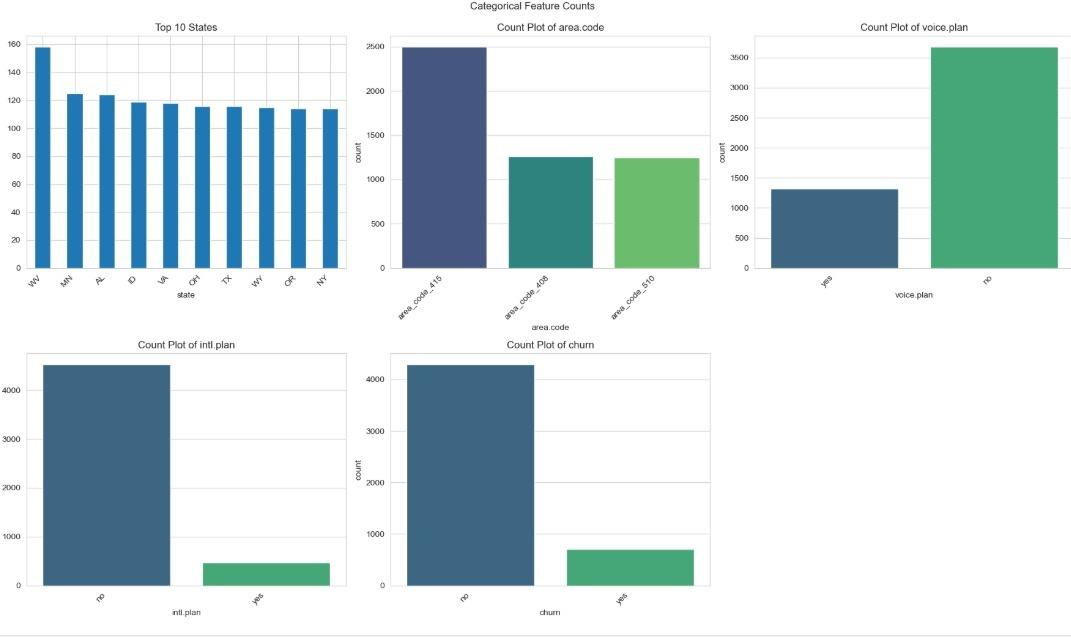 Categorical Feature Counts
Top 10 States
160
140
120
100
80
60
40
20
0
WV
MN
AL
ID
VA
OH
TX
WY
OR
NY
state
Count Plot of area.code
2500
2000
1500
1000
500
0
count
area_code_415
area_code_408
area_code_510
area.code
Count Plot of voice.plan
3500
3000
2500
2000
1500
1000
500
0
count
yes
no
voice.plan
Count Plot of intl.plan
4000
3000
2000
1000
0
no
yes
intl.plan
Count Plot of churn
4000
3000
2000
1000
0
count
no
yes
churn